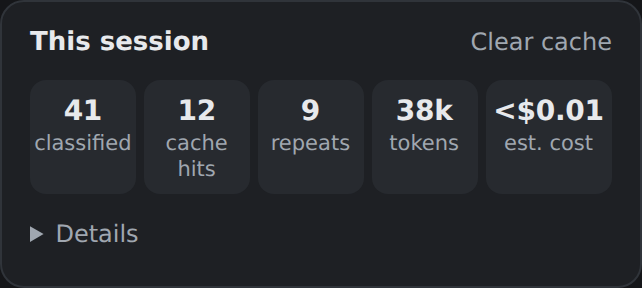 This session
Clear cache
41
12
9
38k
<$0.01
classified
cache
hits
repeats
tokens
est. cost
Details